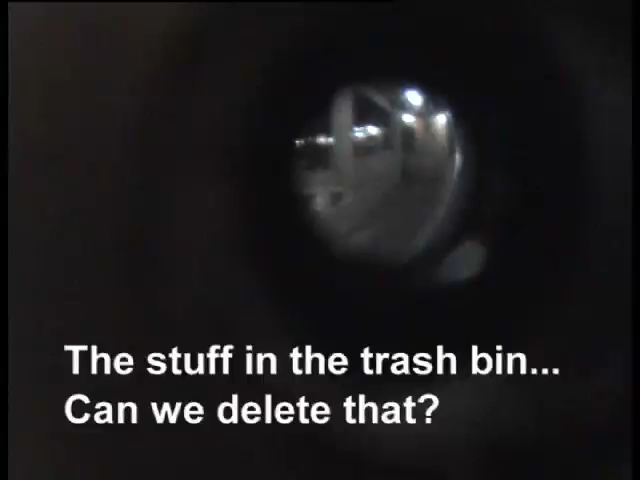 The stuff in the trash bin...
Can we delete that?